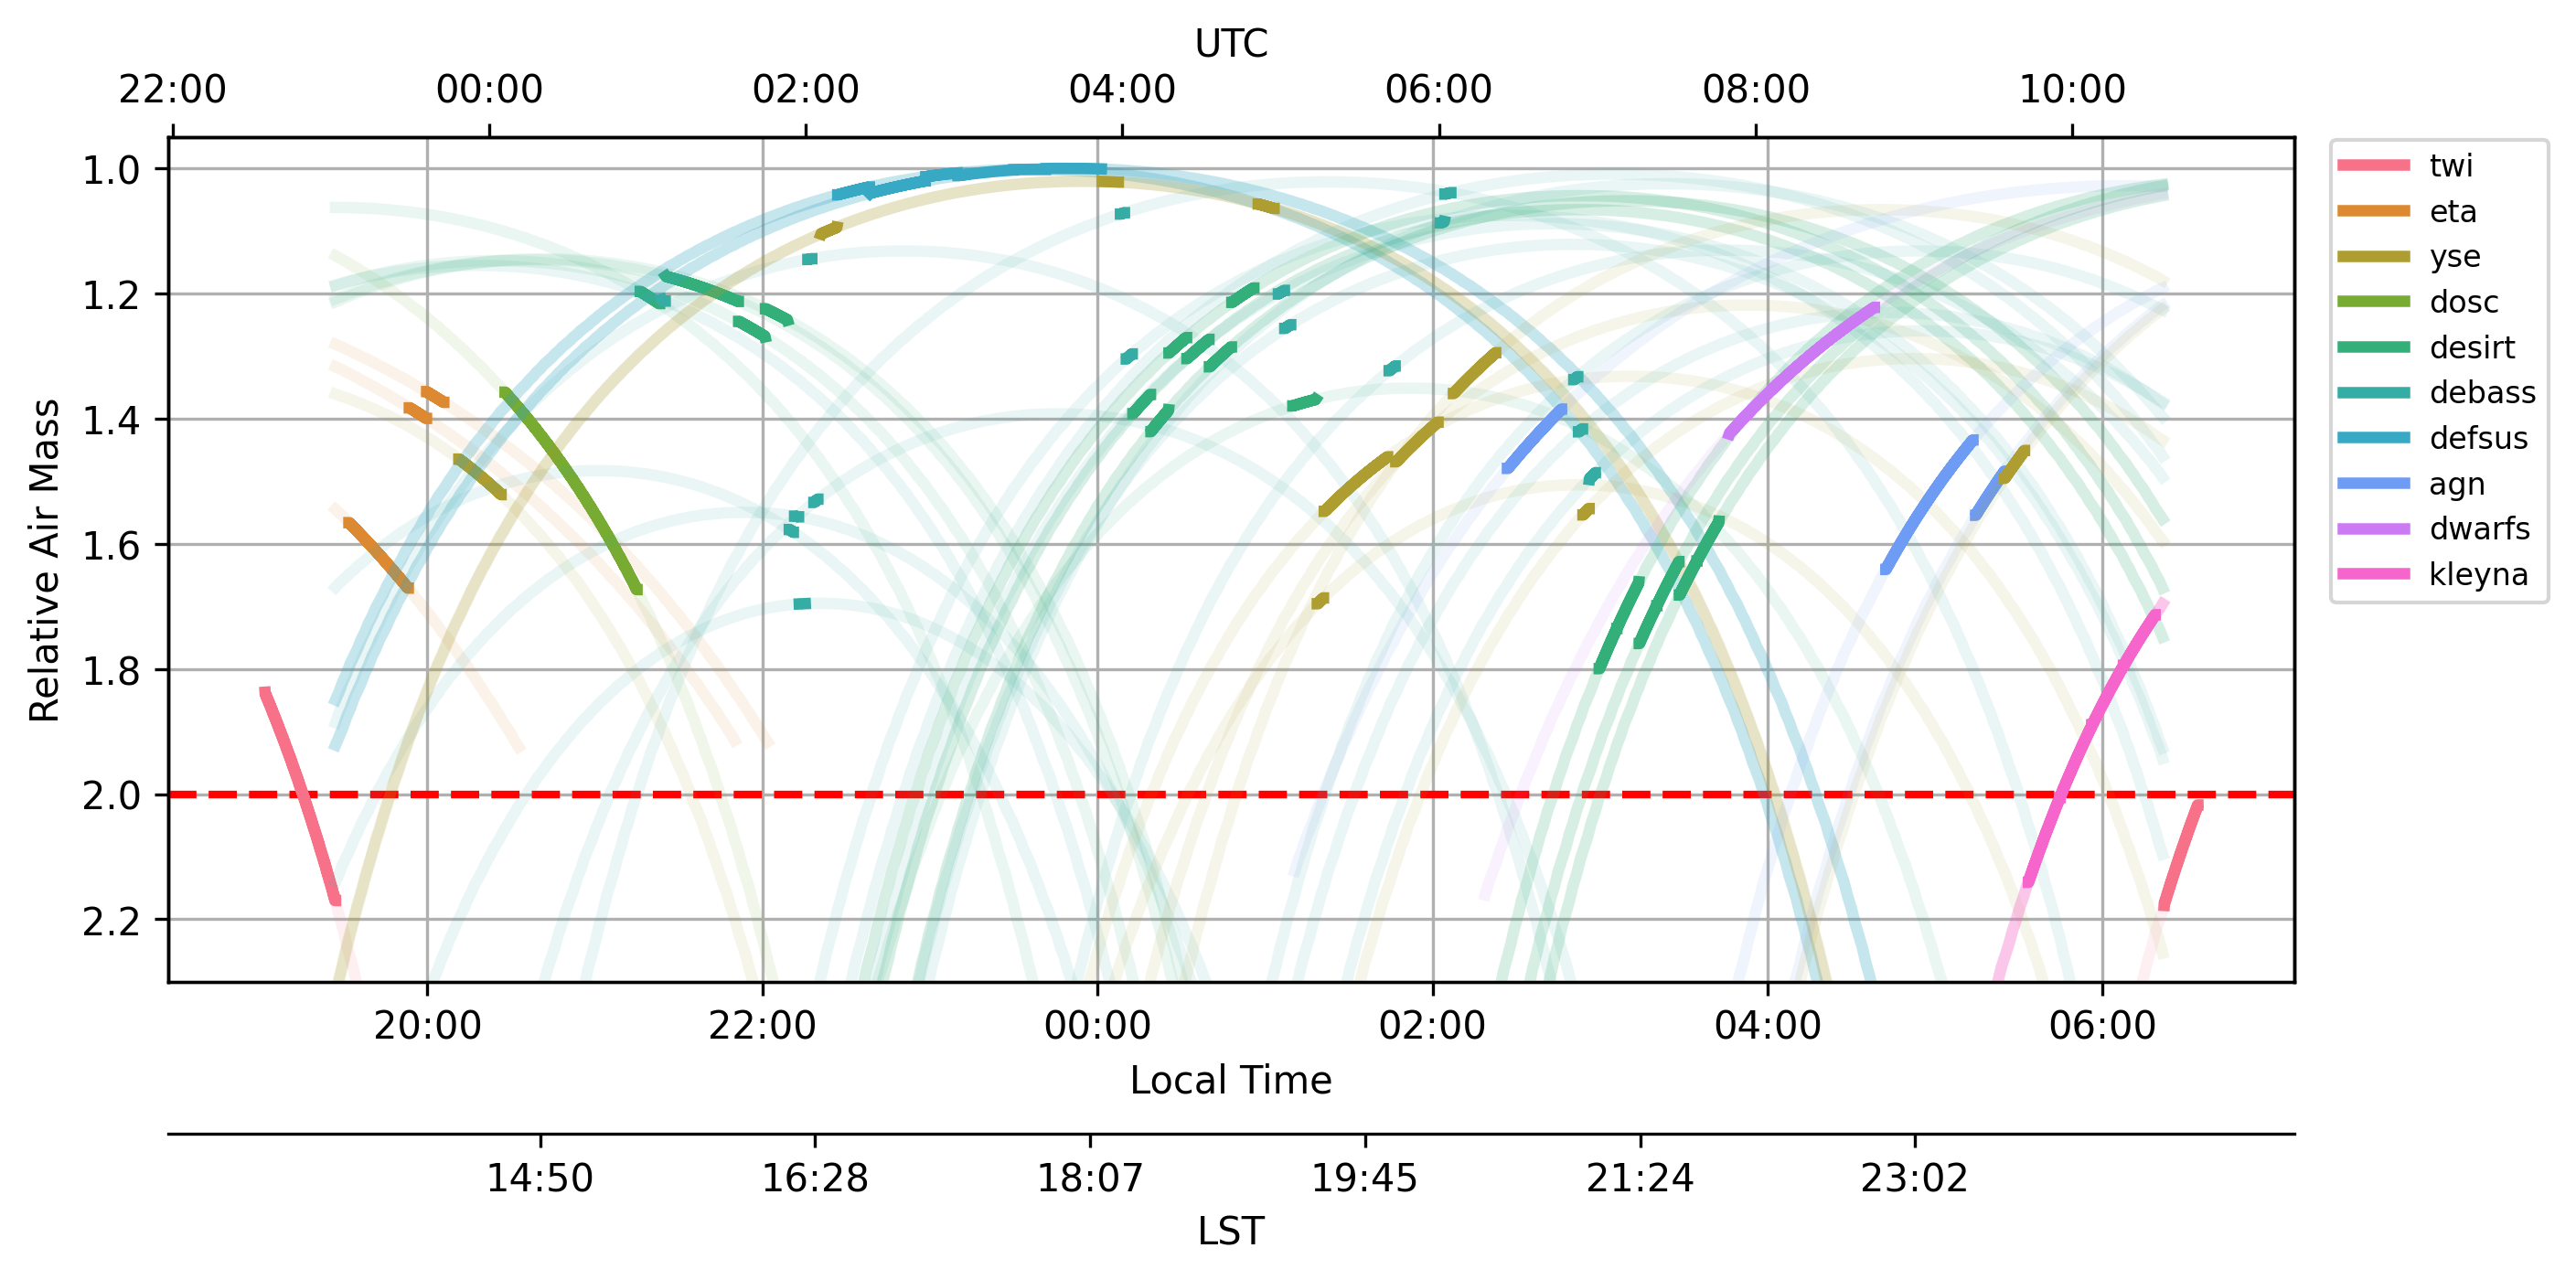 UTC
22:00 00:00 02:00 04:00 06:00 08:00 10:00
Relative Air Mass
1.0
1.2
1.4
1.6
1.8
2.0
2.2
twi
eta
yse
dosc
desirt
debass
defsus
agn
dwarfs
kleyna
20:00 22:00 00:00 02:00 04:00 06:00
Local Time
14:50 16:28 18:07 19:45 21:24 23:02
LST